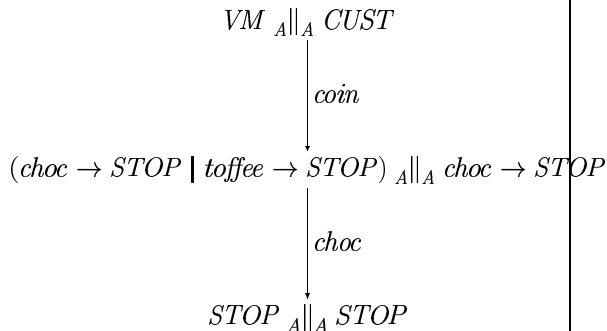 VM A||A CUST
coin
(choc → STOP | toffee → STOP) A||A choc → STOP
choc
STOP A||A STOP